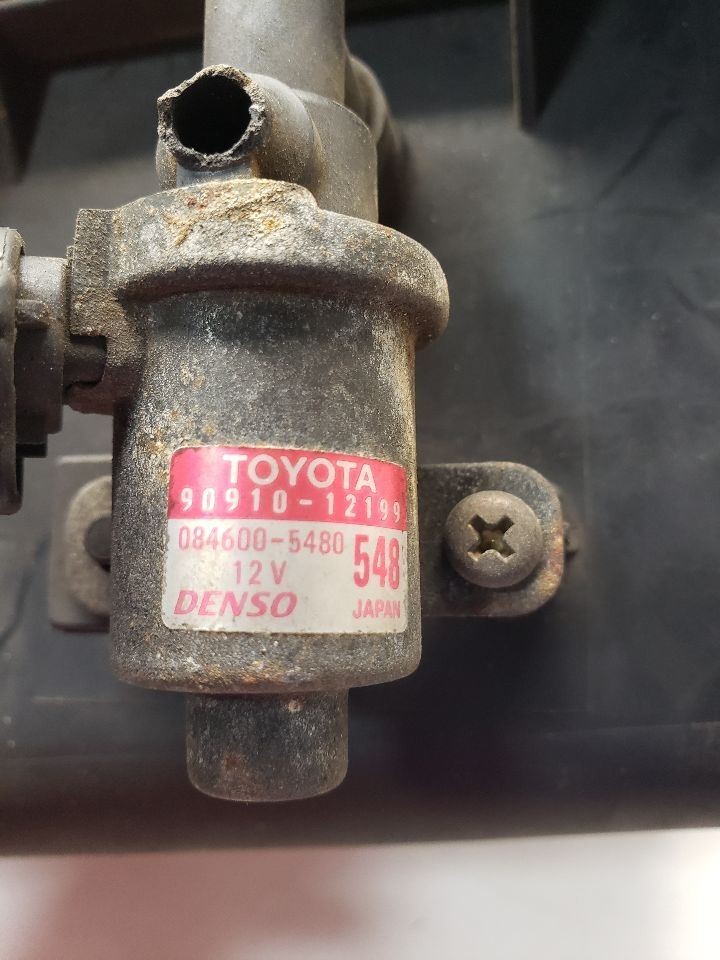 TOYOTA
90910-12199
084600-5480
12V 548
DENSO JAPAN